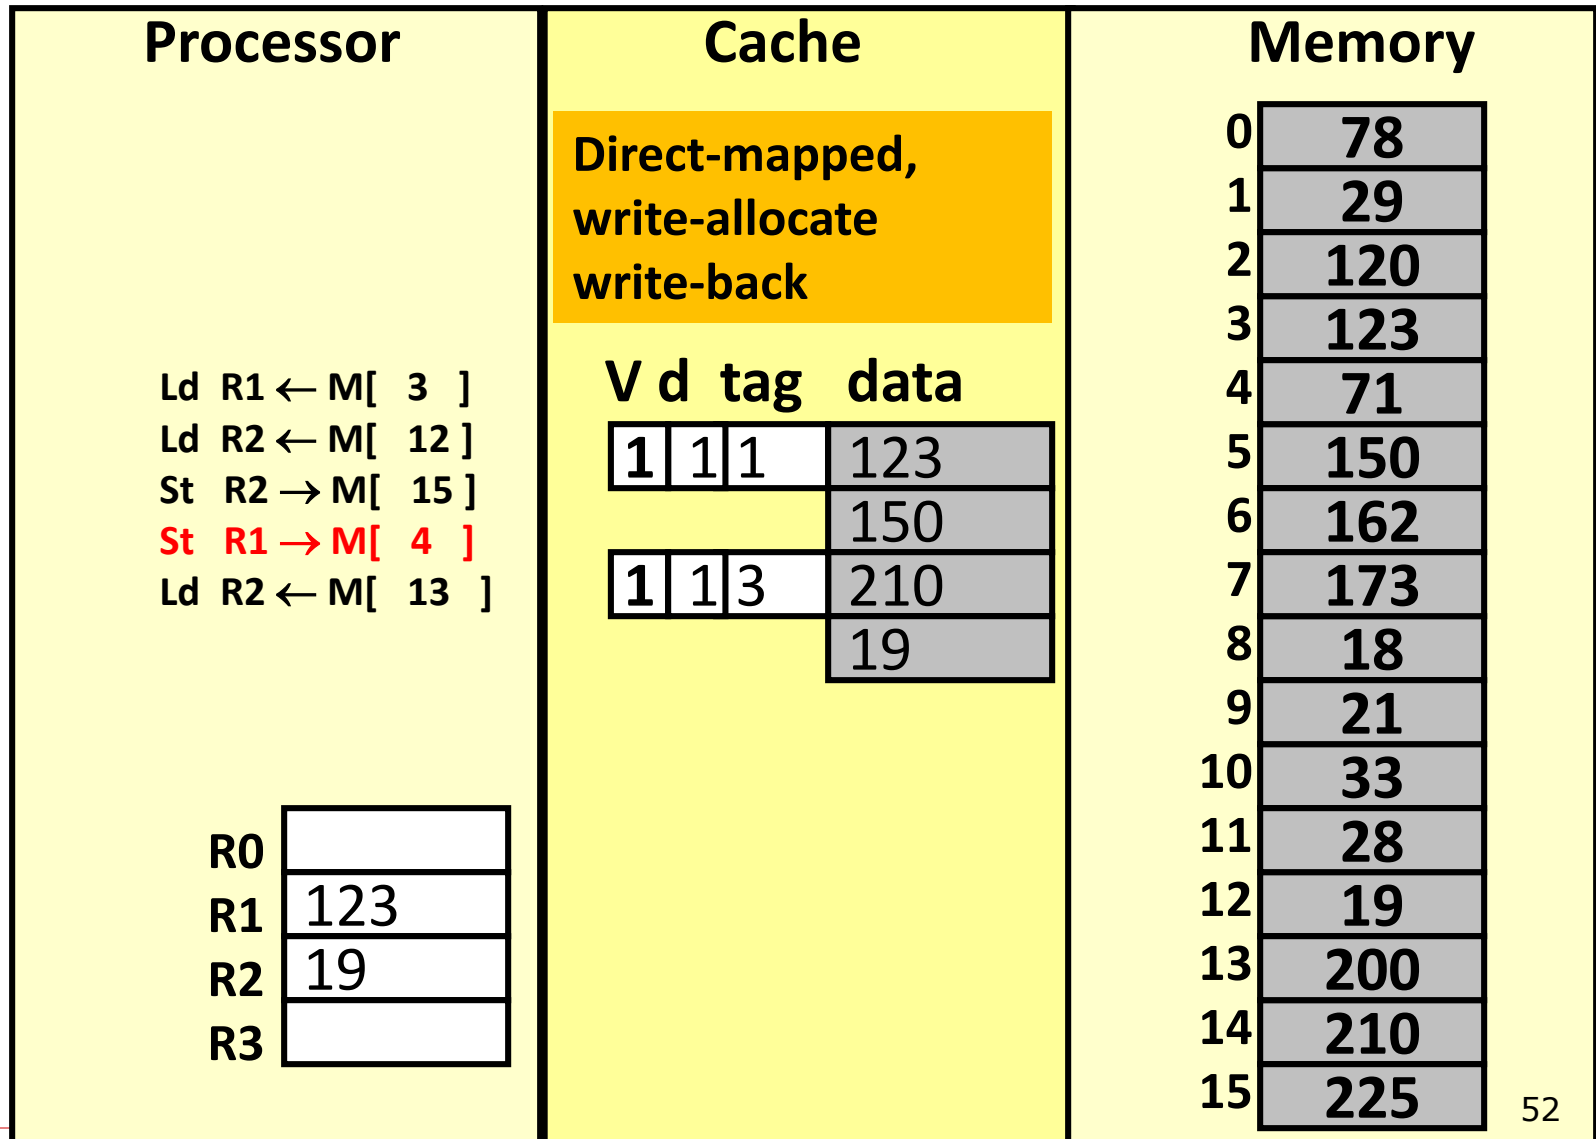 Processor
Cache
Memory
Direct-mapped,
write-allocate
write-back
Ld R1 ← M[ 3 ]
Ld R2 ← M[ 12 ]
St R2 → M[ 15 ]
St R1 → M[ 4 ]
Ld R2 ← M[ 13 ]
R0
R1 123
R2 19
R3
V d tag data
1 1 1 123
150
1 1 3 210
19
0 78
1 29
2 120
3 123
4 71
5 150
6 162
7 173
8 18
9 21
10 33
11 28
12 19
13 200
14 210
15 225
52